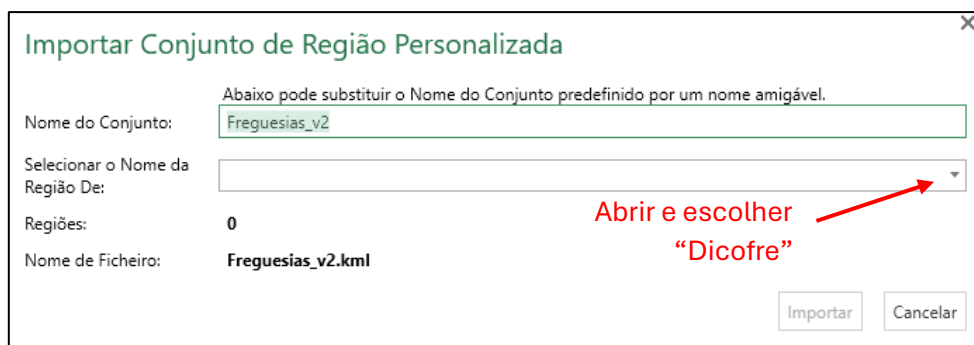 Importar Conjunto de Região Personalizada
Abaixo pode substituir o Nome do Conjunto predefinido por um nome amigável.
Nome do Conjunto: Freguesias_v2
Selecionar o Nome da
Região De:
Abrir e escolher
“Dicofre”
Regiões: 0
Nome de Ficheiro: Freguesias_v2.kml
Importar Cancelar